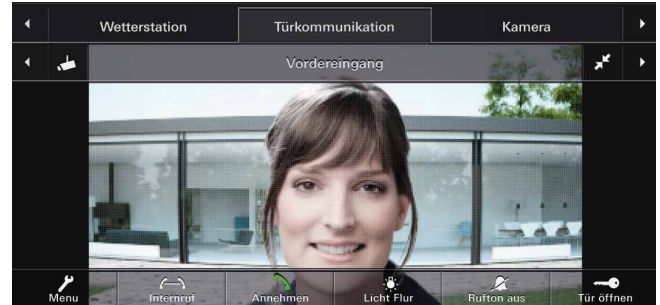 Wetterstation Türkommunikation Kamera
Vordereingang
Menu Internruf Annehmen Licht Flur Rufton aus Tür öffnen